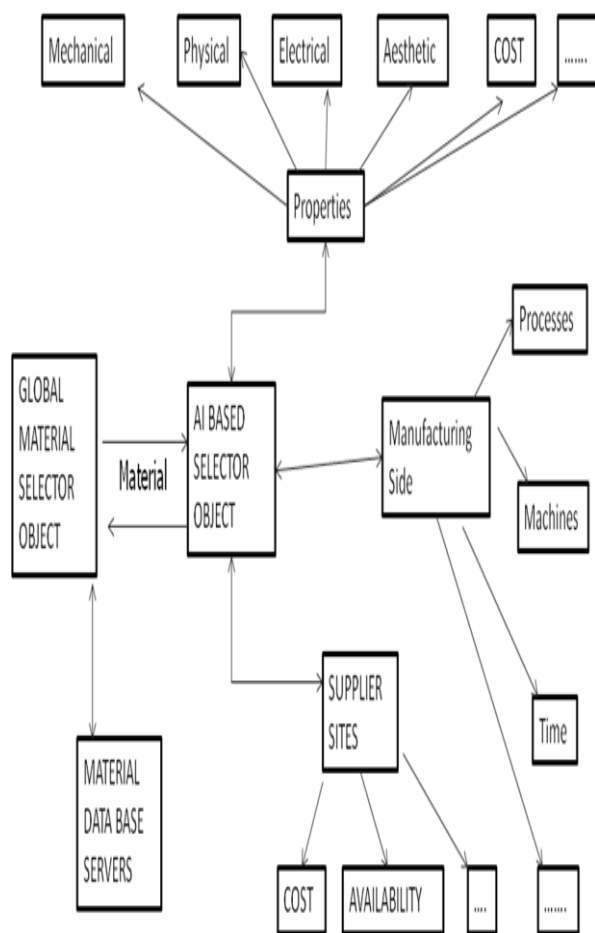 Mechanical
Physical
Electrical
Aesthetic
COST
.......
Properties
Processes
GLOBAL
MATERIAL
SELECTOR
OBJECT
Material
AI BASED
SELECTOR
OBJECT
Manufacturing
Side
Machines
SUPPLIER
SITES
Time
MATERIAL
DATA BASE
SERVERS
COST
AVAILABILITY
....
.......